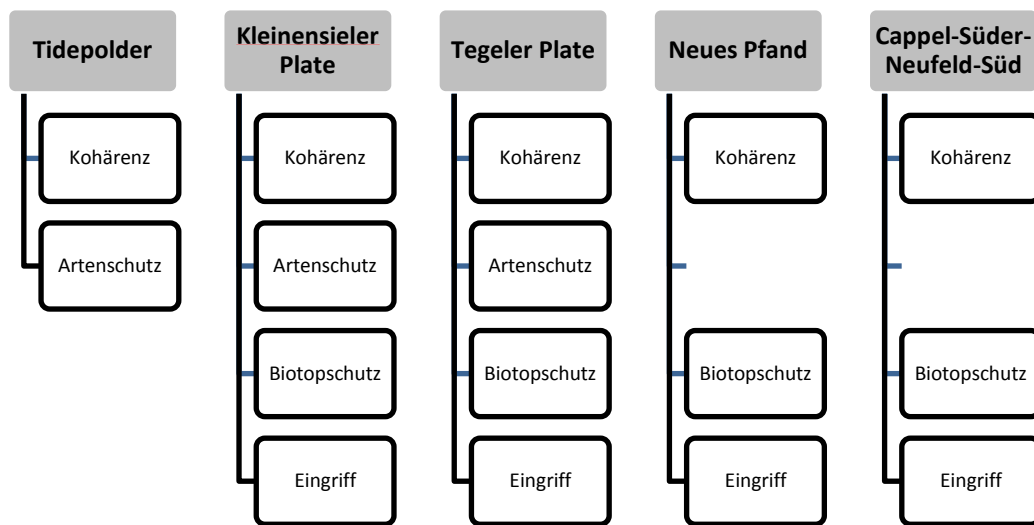 Tidepolder
Kohärenz
Artenschutz
Kleinensieler
Plate
Kohärenz
Artenschutz
Biotopschutz
Eingriff
Tegeler Plate
Kohärenz
Artenschutz
Biotopschutz
Eingriff
Neues Pfand
Kohärenz
Biotopschutz
Eingriff
Cappel-Süder-
Neufeld-Süd
Kohärenz
Biotopschutz
Eingriff